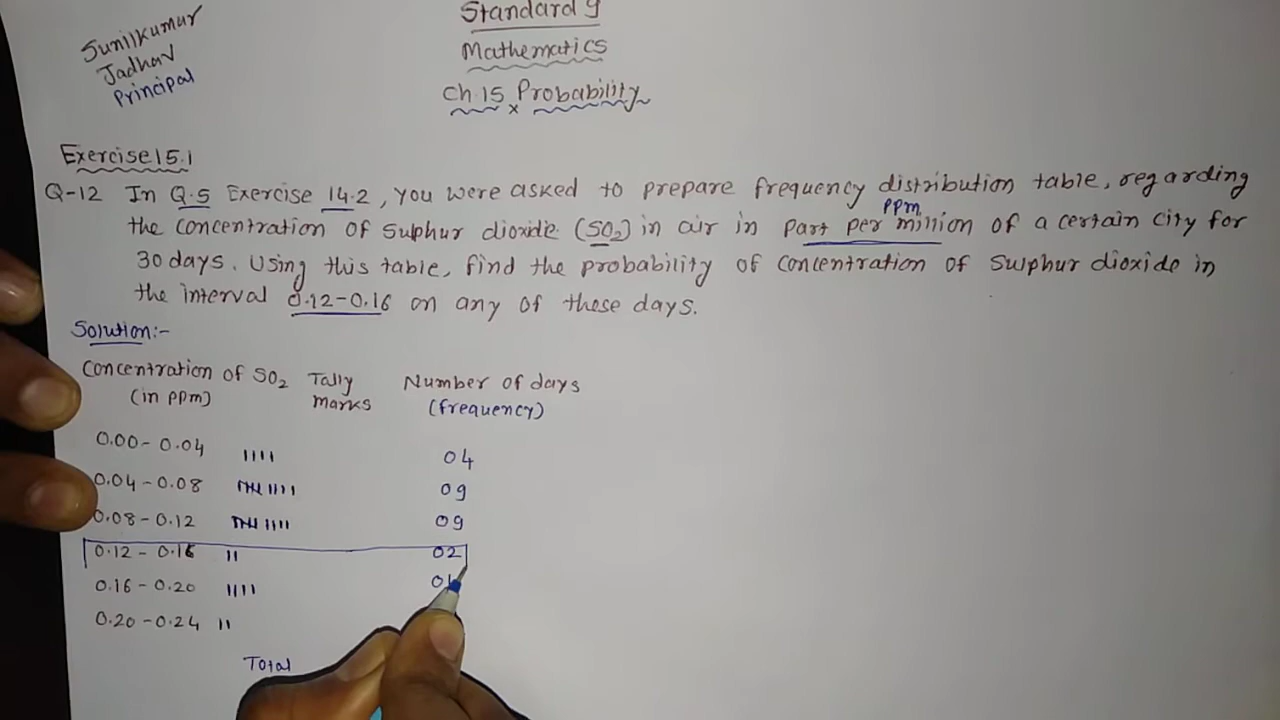 Sunilkumar
Jadhav
Principal
Standard 9
Mathematics
Ch 15 Probability
Exercise 15.1
Q-12 In Q.5 Exercise 14.2, You were asked to prepare frequency distribution table, regarding
ppm
the concentration of Sulphur dioxide (SO2) in air in Part per million of a certain city for
30 days. Using this table, find the probability of concentration of Sulphur dioxide in
the interval 0.12-0.16 on any of these days.
Solution:-
Concentration of SO2 Tally Number of days
(in ppm) Marks (frequency)
0.00 - 0.04 |||| 04
0.04 - 0.08 |||| |||| 09
0.08 - 0.12 |||| |||| 09
0.12 - 0.16 || 02
0.16 - 0.20 ||||
0.20 - 0.24 ||
Total